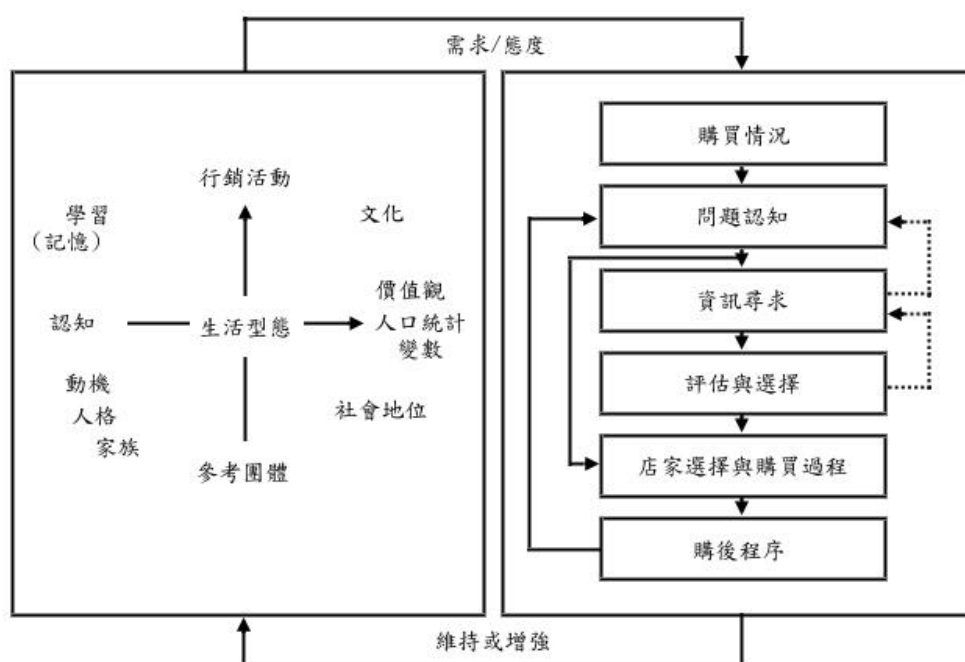 需求/態度
行銷活動
學習
（記憶）
文化
認知
生活型態
價值觀
人口統計
變數
動機
人格
家族
社會地位
參考團體
購買情況
問題認知
資訊尋求
評估與選擇
店家選擇與購買過程
購後程序
維持或增強